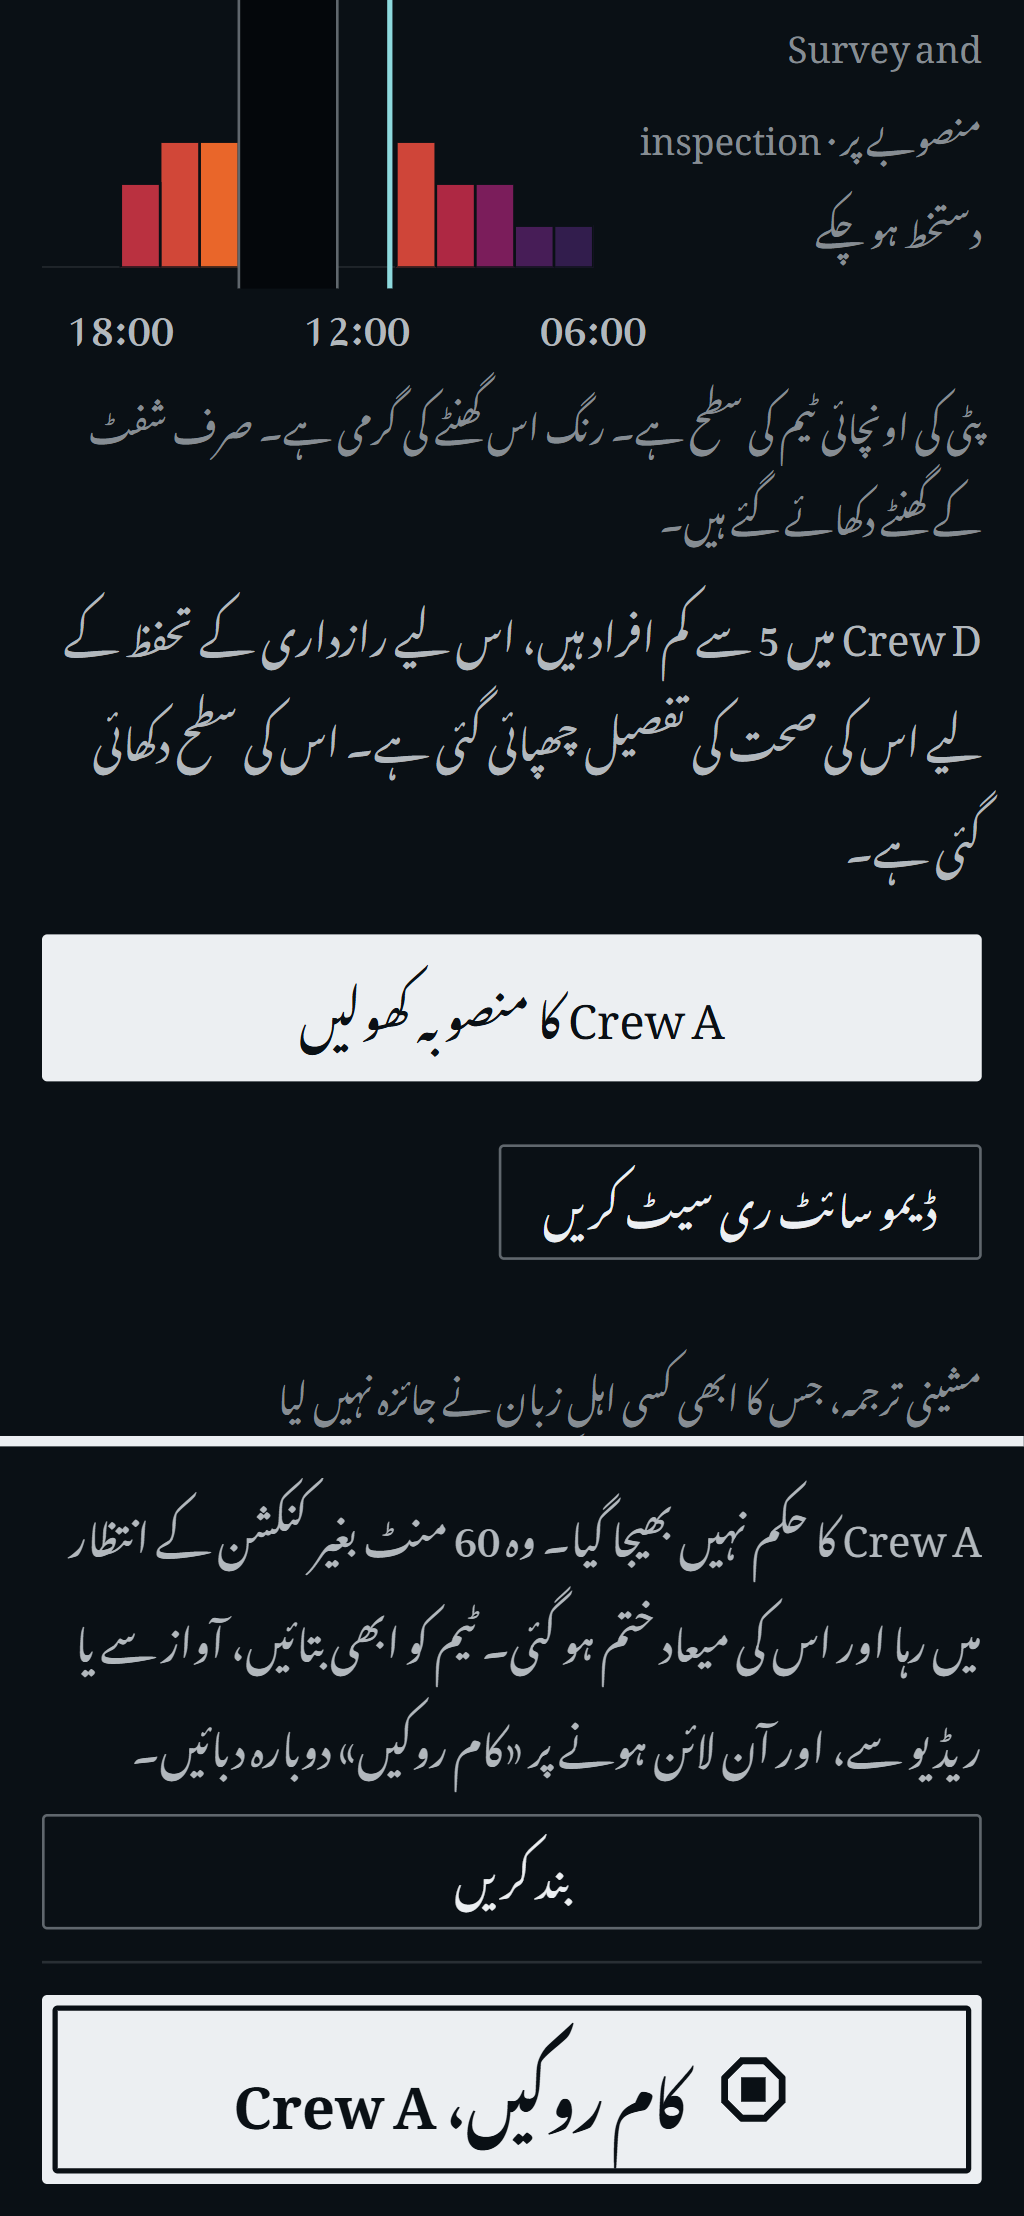 Survey and
inspection · منصوبے پر
دستخط ہو چکے
18:00 12:00 06:00
پٹی کی اونچائی ٹیم کی سطح ہے۔ رنگ اس گھنٹے کی گرمی ہے۔ صرف شفٹ
کے گھنٹے دکھائے گئے ہیں۔
Crew D میں 5 سے کم افراد ہیں، اس لیے رازداری کے تحفظ کے
لیے اس کی صحت کی تفصیل چھپائی گئی ہے۔ اس کی سطح دکھائی
گئی ہے۔
Crew A کا منصوبہ کھولیں
ڈیمو سائٹ ری سیٹ کریں
مشینی ترجمہ، جس کا ابھی کسی اہلِ زبان نے جائزہ نہیں لیا
Crew A کا حکم نہیں بھیجا گیا۔ وہ 60 منٹ بغیر کنکشن کے انتظار
میں رہا اور اس کی میعاد ختم ہو گئی۔ ٹیم کو ابھی بتائیں، آواز سے یا
ریڈیو سے، اور آن لائن ہونے پر «کام روکیں» دوبارہ دبائیں۔
بند کریں
کام روکیں، Crew A